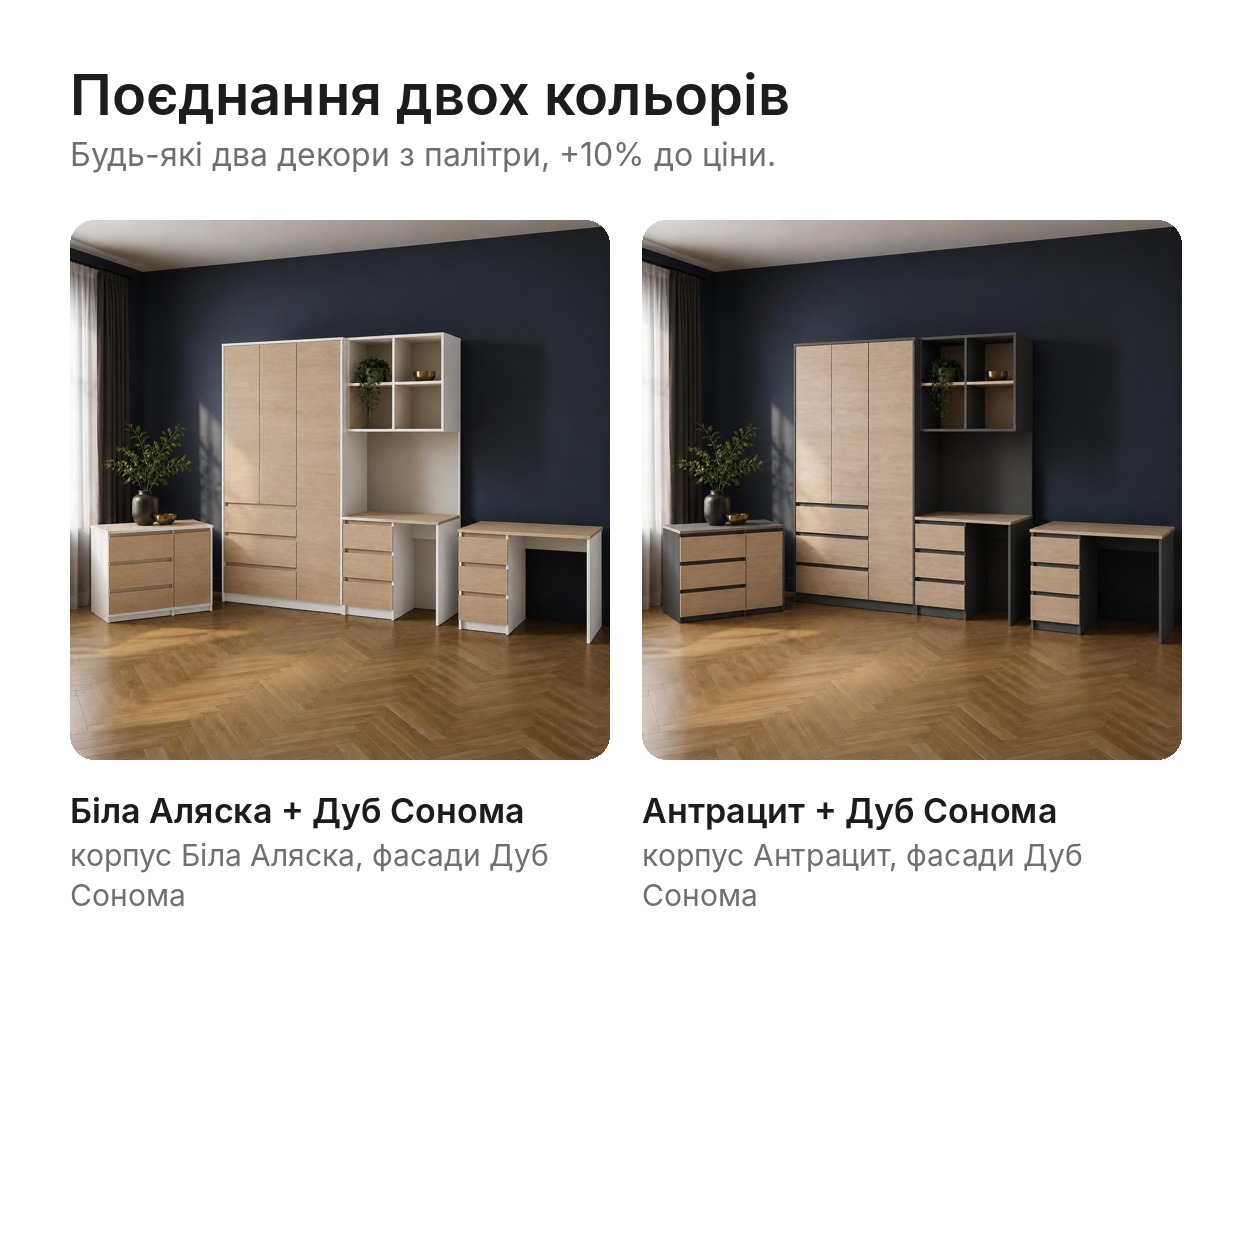 Поєднання двох кольорів
Будь-які два декори з палітри, +10% до ціни.
Біла Аляска + Дуб Сонома
корпус Біла Аляска, фасади Дуб
Сонома
Антрацит + Дуб Сонома
корпус Антрацит, фасади Дуб
Сонома